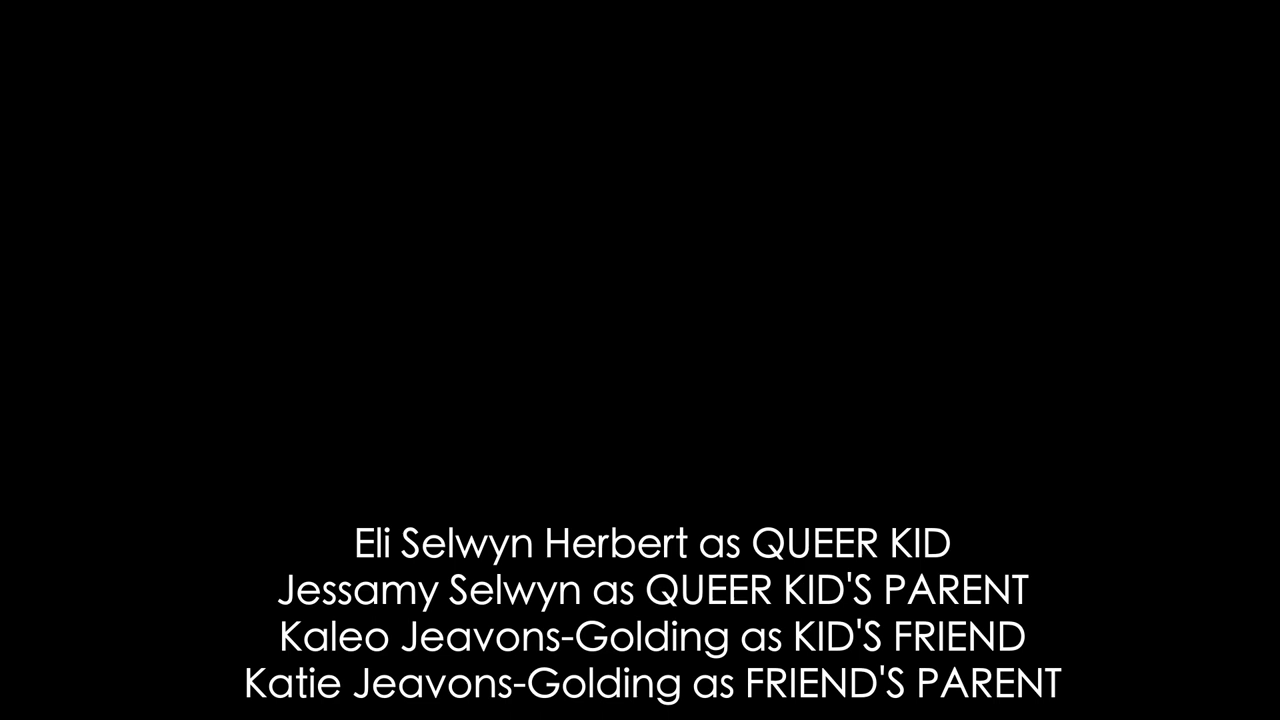 Eli Selwyn Herbert as QUEER KID
Jessamy Selwyn as QUEER KID'S PARENT
Kaleo Jeavons-Golding as KID'S FRIEND
Katie Jeavons-Golding as FRIEND'S PARENT